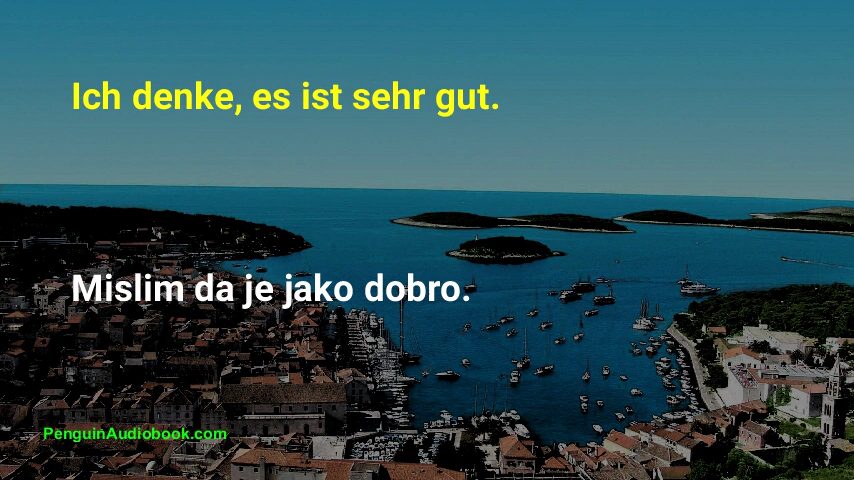 Ich denke, es ist sehr gut.
Mislim da je jako dobro.
PenguinAudiobook.com